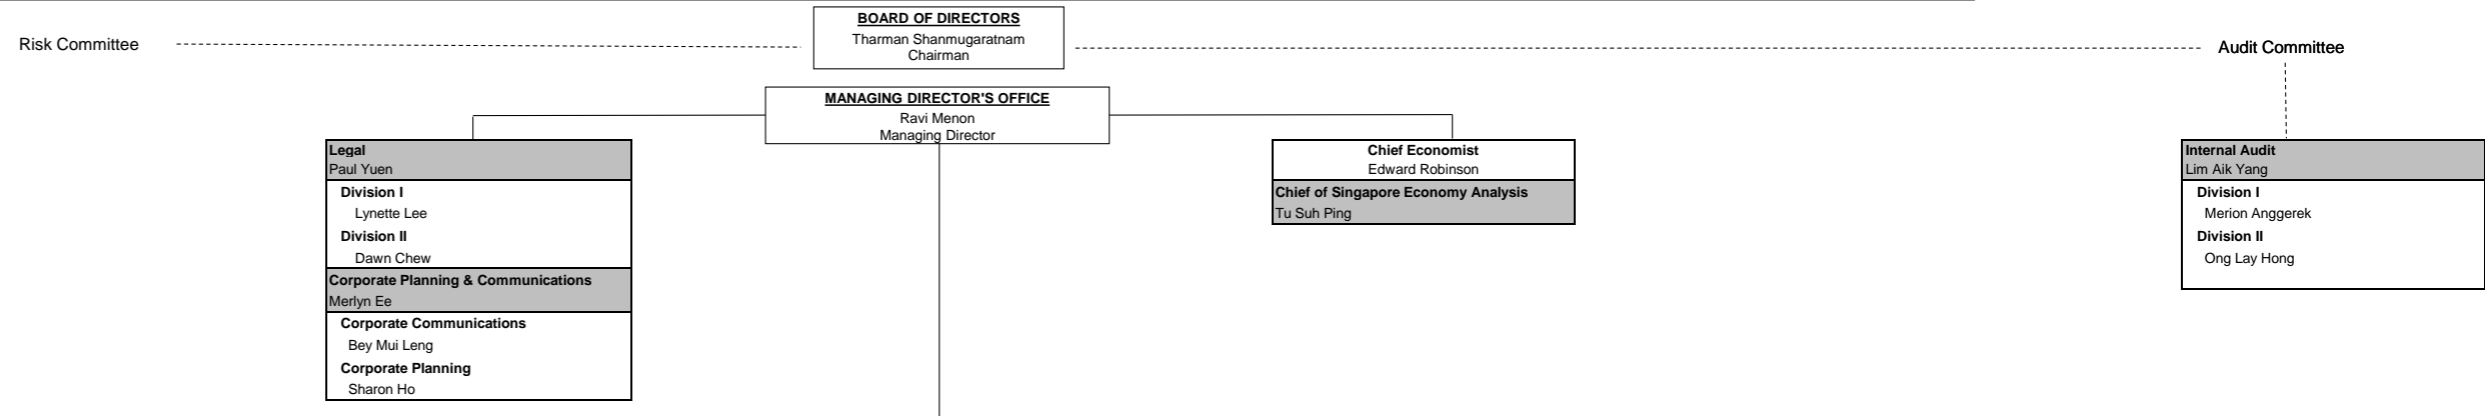 BOARD OF DIRECTORS
Tharman Shanmugaratnam
Chairman
Risk Committee
Audit Committee
MANAGING DIRECTOR'S OFFICE
Ravi Menon
Managing Director
Legal
Paul Yuen
Division I
Lynette Lee
Division II
Dawn Chew
Corporate Planning & Communications
Merlyn Ee
Corporate Communications
Bey Mui Leng
Corporate Planning
Sharon Ho
Chief Economist
Edward Robinson
Chief of Singapore Economy Analysis
Tu Suh Ping
Internal Audit
Lim Aik Yang
Division I
Merion Anggerek
Division II
Ong Lay Hong